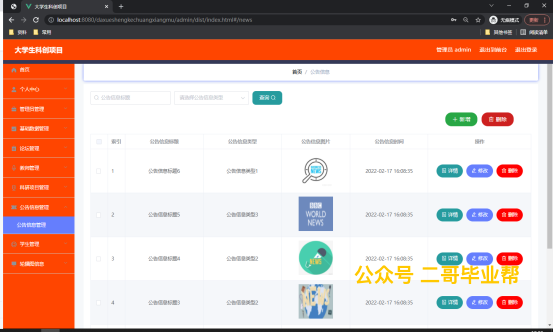 大学生科创项目
localhost:8080/daxueshengkechuangxiangmu/admin/dist/index.html#/news
无痕模式
更新
资料
常用
其他书签
阅读清单
大学生科创项目
管理员 admin
退出到前台
退出登录
首页
个人中心
管理员管理
基础数据管理
论坛管理
教师管理
科研项目管理
公告信息管理
公告信息管理
学生管理
轮播图信息
首页 / 公告信息
公告信息标题
请选择公告信息类型
查询
新增
删除
索引 公告信息标题 公告信息类型 公告信息图片 公告信息时间 操作
1 公告信息标题6 公告信息类型1 2022-02-17 16:08:35 详情 修改 删除
2 公告信息标题5 公告信息类型3 BBC WORLD NEWS 2022-02-17 16:08:35 详情 修改 删除
3 公告信息标题4 公告信息类型2 2022-02-17 16:08:35 详情 修改 删除
公众号 二哥毕业帮
4 公告信息标题3 公告信息类型2 2022-02-17 16:08:35 详情 修改 删除